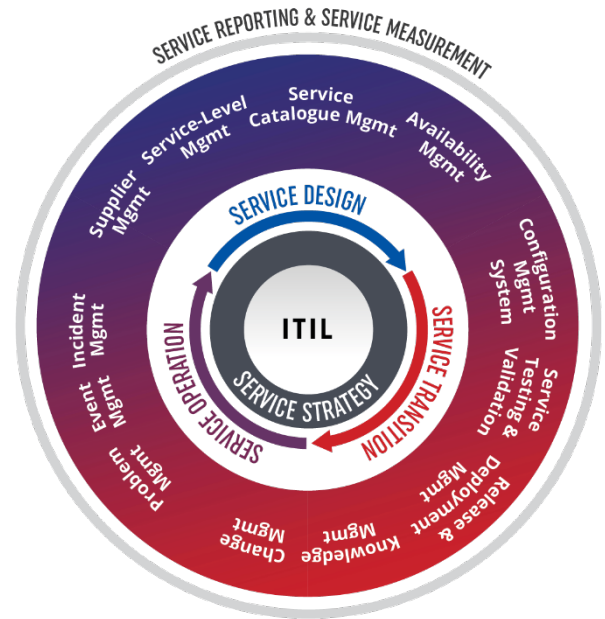 SERVICE REPORTING & SERVICE MEASUREMENT
Service
Catalogue Mgmt
Availability
Mgmt
Configuration
Mgmt
System
Service
Testing &
Validation
Release &
Deployment
Mgmt
Knowledge
Mgmt
Change
Mgmt
Problem
Mgmt
Event
Mgmt
Incident
Mgmt
Supplier
Mgmt
Service-Level
Mgmt
SERVICE DESIGN
SERVICE TRANSITION
SERVICE OPERATION
ITIL
SERVICE STRATEGY